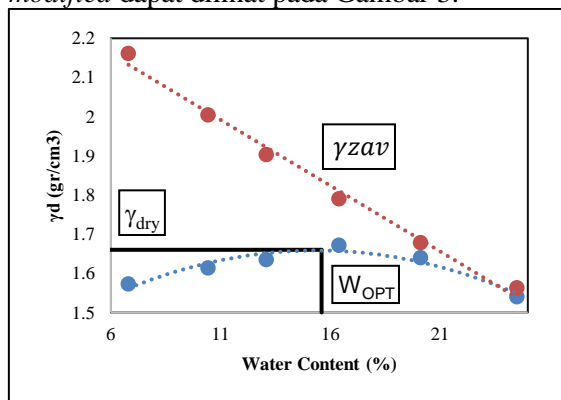 modified dapat dilihat pada Gambar 3.
2.2
2.1
2
1.9
1.8
1.7
1.6
1.5
γd (gr/cm3)
γzav
γdry
WOPT
6 11 16 21
Water Content (%)